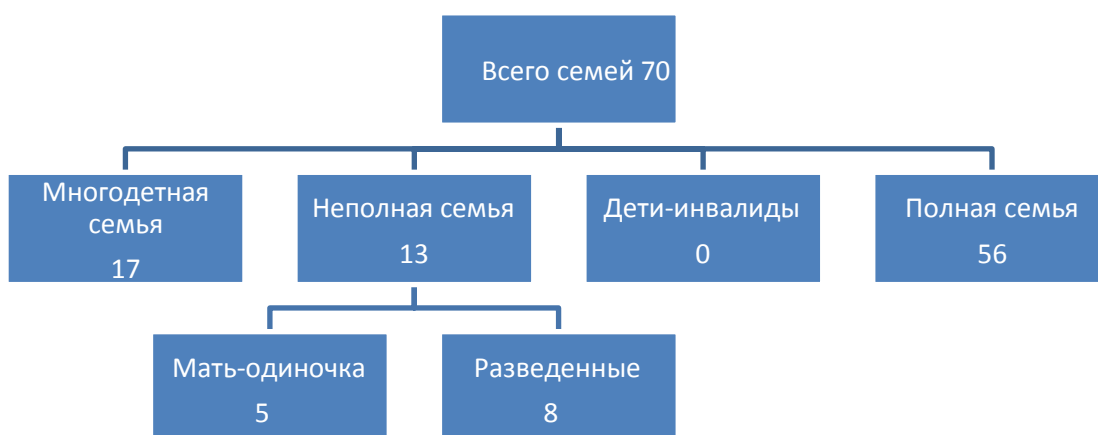 Всего семей 70
Многодетная
семья
17
Неполная семья
13
Дети-инвалиды
0
Полная семья
56
Мать-одиночка
5
Разведенные
8